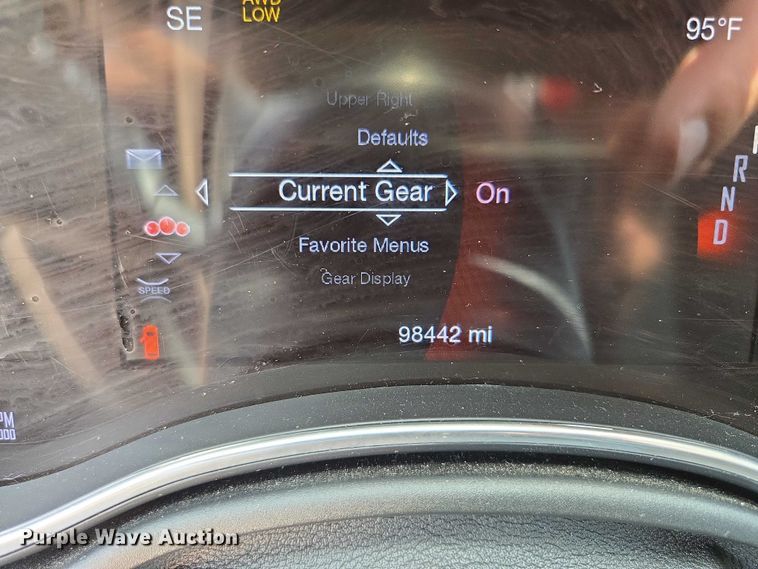 SE
AWD
LOW
95°F
Upper Right
Defaults
Current Gear
On
Favorite Menus
Gear Display
SPEED
98442 mi
R
N
D
Purple Wave Auction